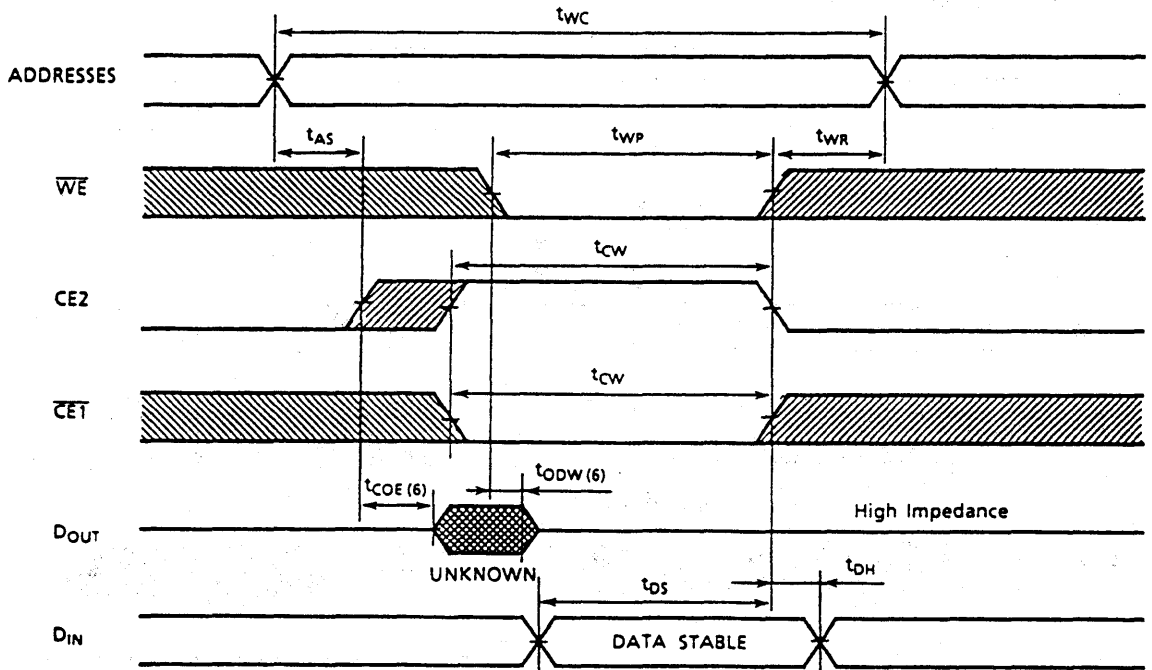 tWC
ADDRESSES
tAS
tWP
tWR
WE
tCW
CE2
tCW
CE1
tODW (6)
tCOE (6)
High Impedance
DOUT
UNKNOWN
tDH
tDS
DIN
DATA STABLE